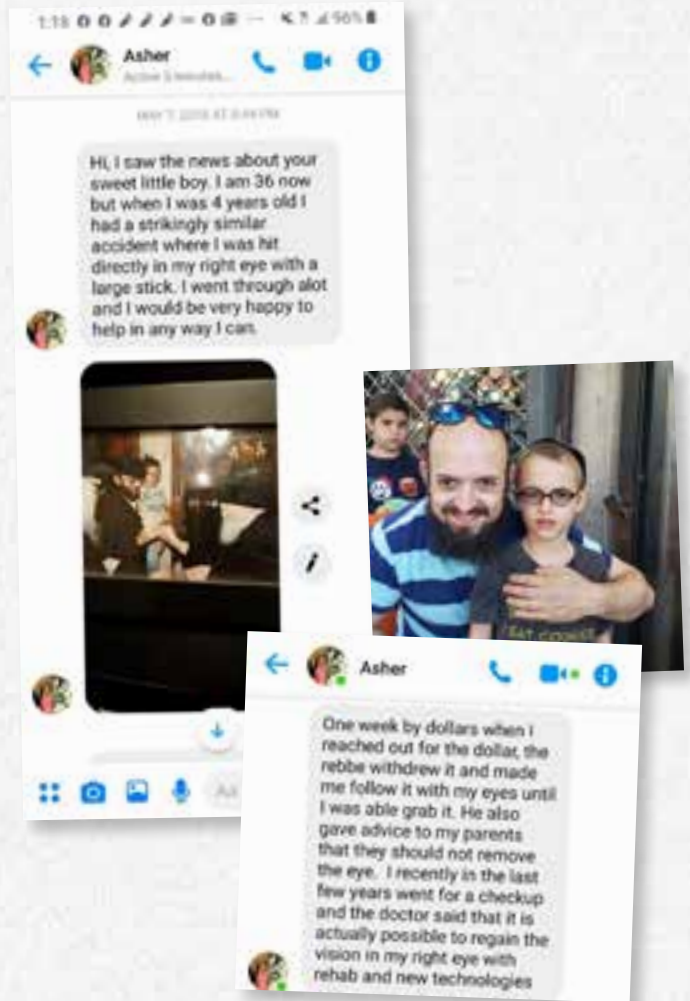 1:18
96%
Asher
Hi, I saw the news about your
sweet little boy. I am 36 now
but when I was 4 years old I
had a strikingly similar
accident where I was hit
directly in my right eye with a
large stick. I went through alot
and I would be very happy to
help in any way I can.
Aa
EAT
Asher
One week by dollars when I
reached out for the dollar, the
rebbe withdrew it and made
me follow it with my eyes until
I was able grab it. He also
gave advice to my parents
that they should not remove
the eye. I recently in the last
few years went for a checkup
and the doctor said that it is
actually possible to regain the
vision in my right eye with
rehab and new technologies